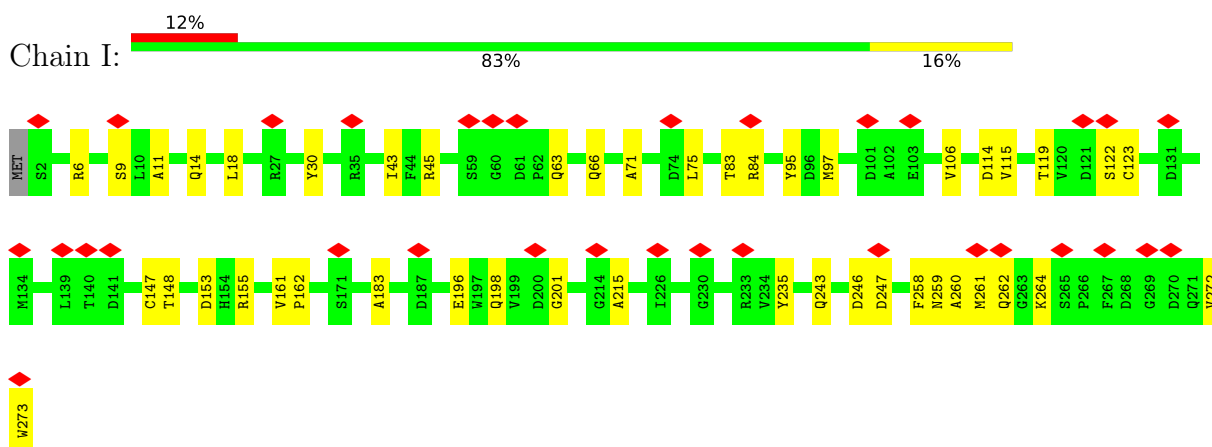 12%
Chain I:
83% 16%
MET S2 R6 S9 L10 A11 Q14 L18 R27 Y30 R35 I43 F44 R45 S59 G60 D61 P62 Q63 Q66 A71 D74 L75 T83 R84 Y95 D96 M97 D101 A102 E103 V106 D114 V115 T119 V120 D121 S122 C123 D131
M134 L139 T140 D141 C147 T148 D153 H154 R155 V161 P162 S171 A183 D187 E196 W197 Q198 V199 D200 G201 G214 A215 I226 G230 R233 V234 Y235 Q243 D246 D247 F258 N259 A260 M261 Q262 G263 K264 S265 P266 F267 D268 G269 D270 Q271 V272
W273